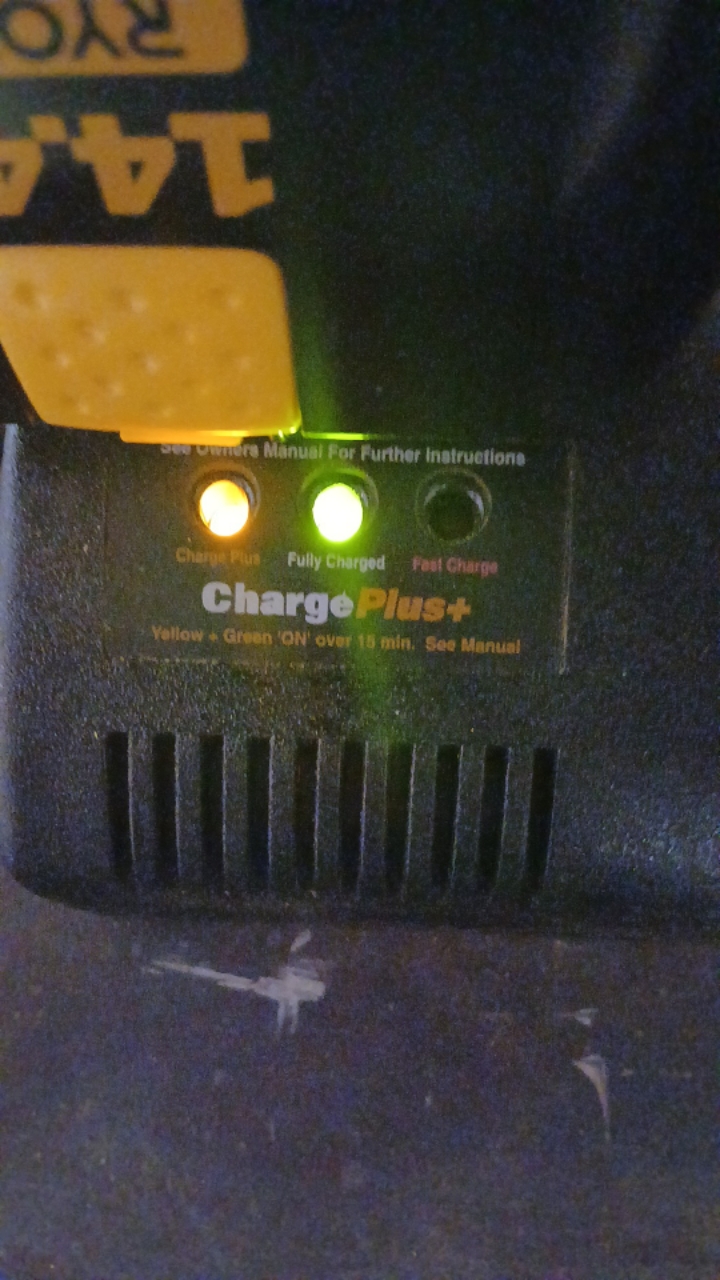 RYO
14.4
See Owners Manual For Further Instructions
Charge Plus Fully Charged Fast Charge
ChargePlus+
Yellow + Green 'ON' over 15 min. See Manual